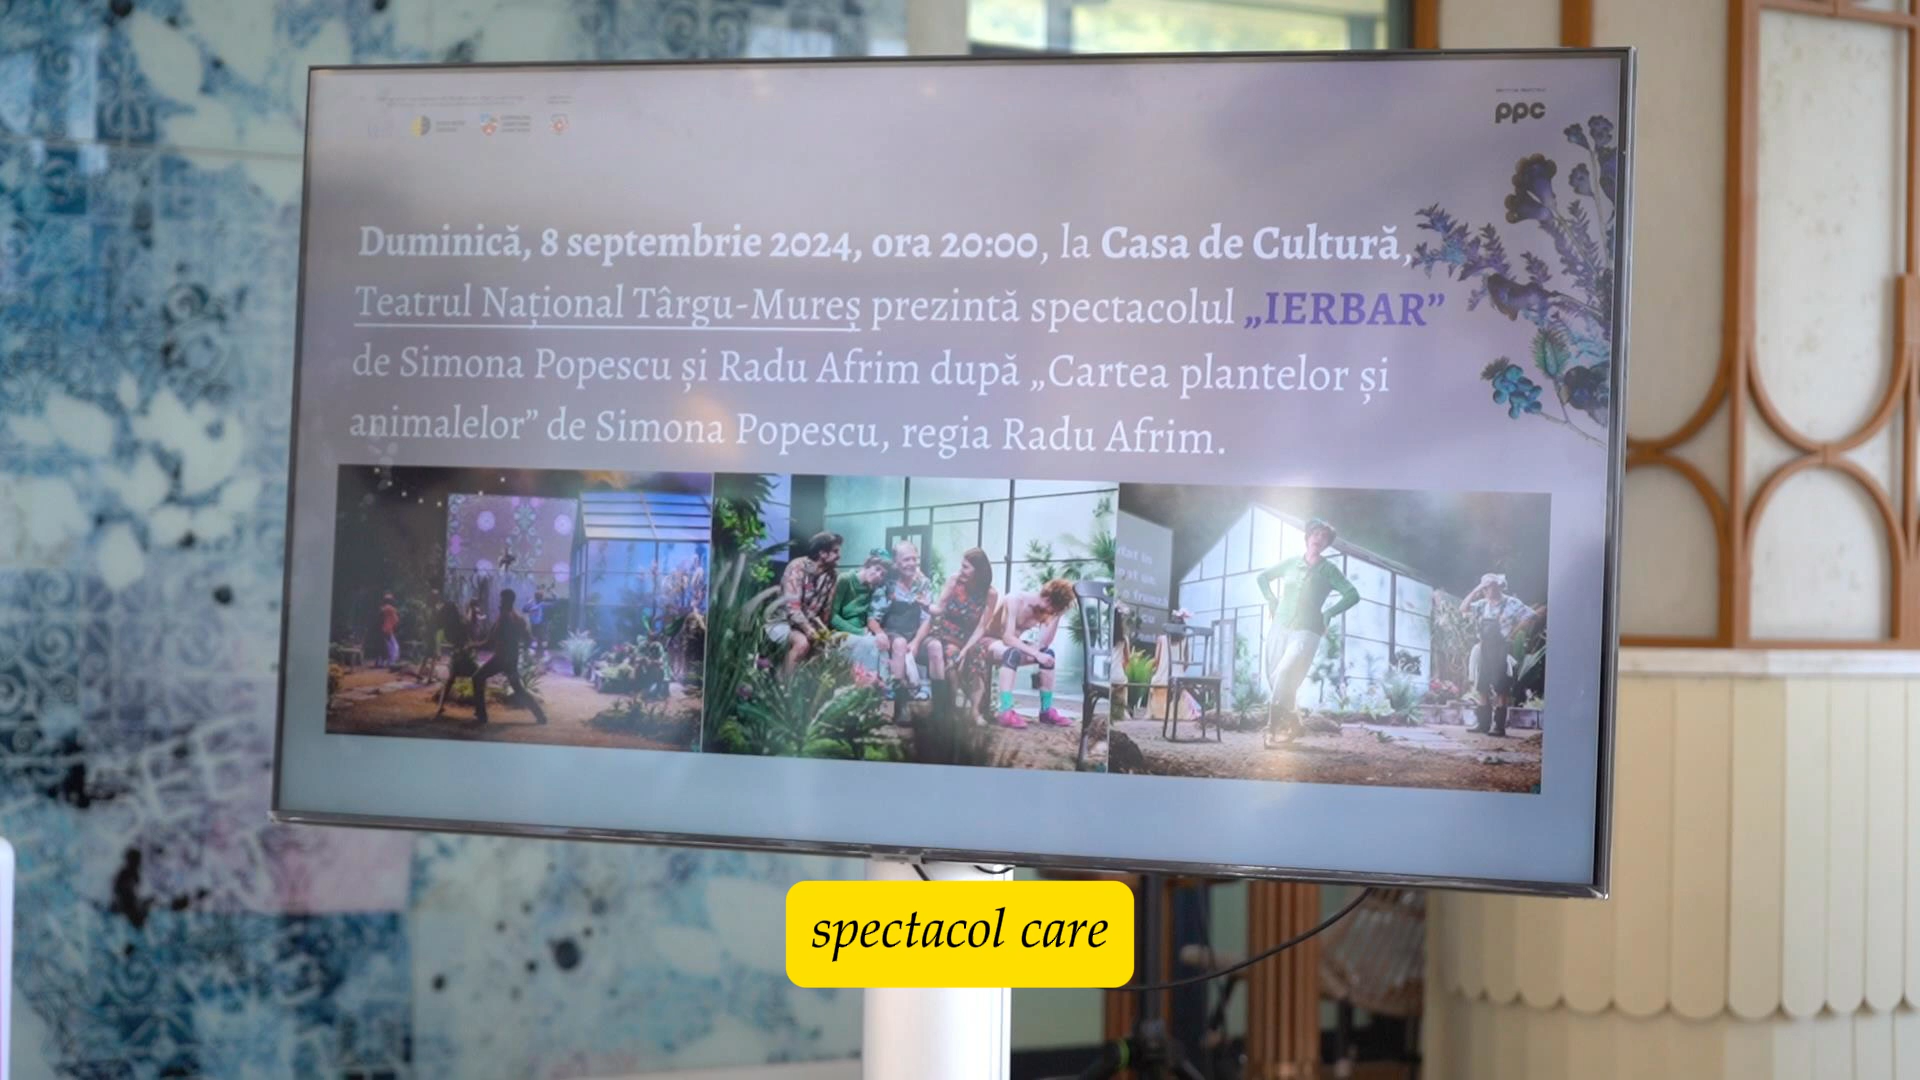 ppc
Duminică, 8 septembrie 2024, ora 20:00, la Casa de Cultură,
Teatrul Național Târgu-Mureș prezintă spectacolul „IERBAR”
de Simona Popescu și Radu Afrim după „Cartea plantelor și
animalelor” de Simona Popescu, regia Radu Afrim.
spectacol care